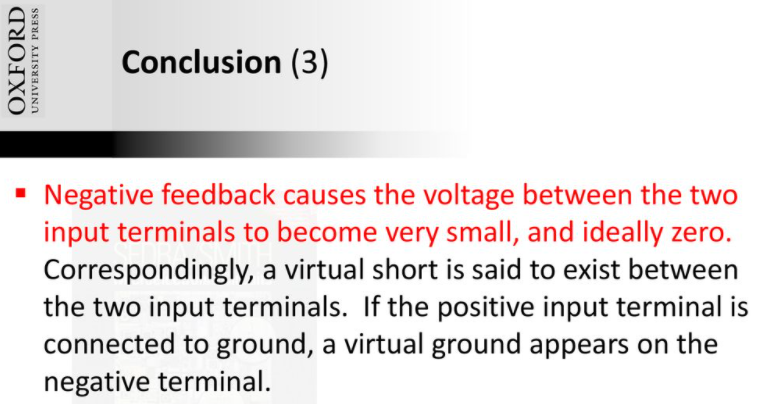 OXFORD
UNIVERSITY PRESS
Conclusion (3)
▪ Negative feedback causes the voltage between the two
input terminals to become very small, and ideally zero.
Correspondingly, a virtual short is said to exist between
the two input terminals.  If the positive input terminal is
connected to ground, a virtual ground appears on the
negative terminal.
SEDRA/SMITH